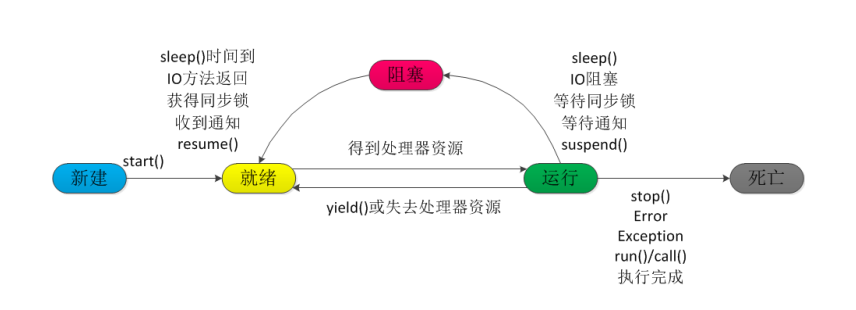 sleep()时间到
IO方法返回
获得同步锁
收到通知
resume()
阻塞
sleep()
IO阻塞
等待同步锁
等待通知
suspend()
新建
start()
就绪
得到处理器资源
yield()或失去处理器资源
运行
死亡
stop()
Error
Exception
run()/call()
执行完成